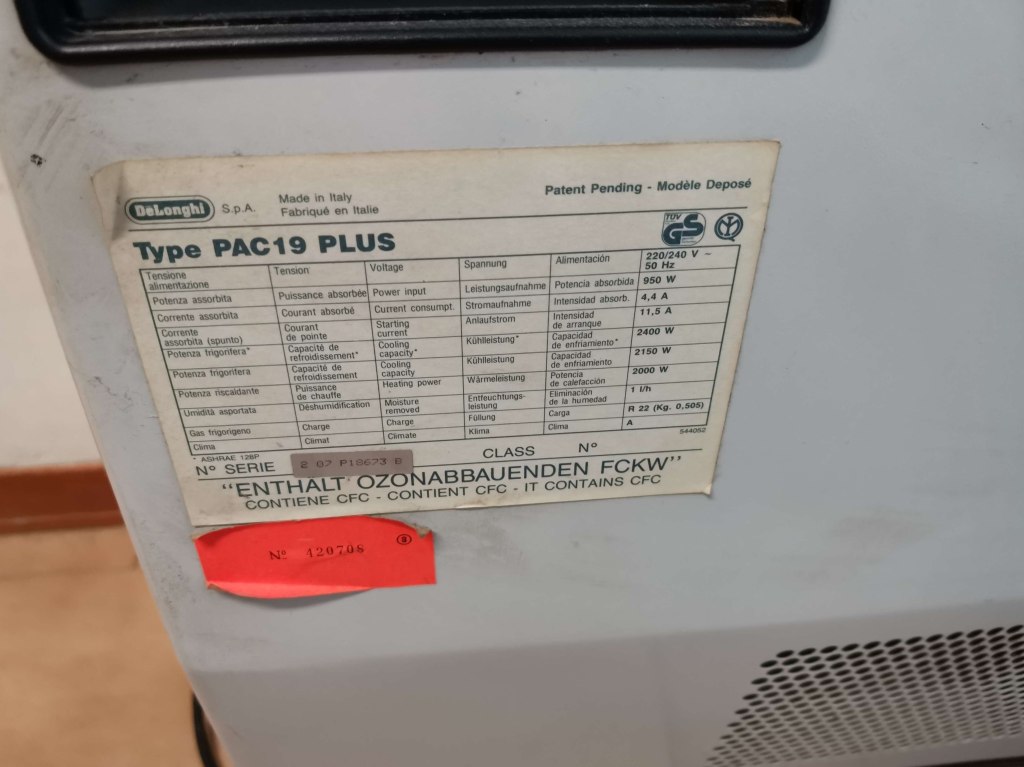 DeLonghi S.p.A. Made in Italy
Fabriqué en Italie
Patent Pending - Modèle Deposé
Type PAC19 PLUS
TÜV GS
Tensione alimentazione Tension Voltage Spannung Alimentación 220/240 V ~ 50 Hz
Potenza assorbita Puissance absorbée Power input Leistungsaufnahme Potencia absorbida 950 W
Corrente assorbita Courant absorbé Current consumpt. Stromaufnahme Intensidad absorb. 4,4 A
Corrente assorbita (spunto) Courant de pointe Starting current Anlaufstrom Intensidad de arranque 11,5 A
Potenza frigorifera* Capacité de refroidissement* Cooling capacity* Kühlleistung* Capacidad de enfriamiento* 2400 W
Potenza frigorifera Capacité de refroidissement Cooling capacity Kühlleistung Capacidad de enfriamiento 2150 W
Potenza riscaldante Puissance de chauffe Heating power Wärmeleistung Potencia de calefacción 2000 W
Umidità asportata Déshumidification Moisture removed Entfeuchtungs-leistung Eliminación de la humedad 1 l/h
Gas frigorigeno Charge Charge Füllung Carga R 22 (Kg. 0,505)
Clima Climat Climate Klima Clima A
* ASHRAE 128P
544052
N° SERIE 2 07 P18673 B CLASS N°
"ENTHALT OZONABBAUENDEN FCKW"
CONTIENE CFC - CONTIENT CFC - IT CONTAINS CFC
Nº 420708